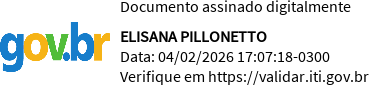 Documento assinado digitalmente
gov.br
ELISANA PILLONETTO
Data: 04/02/2026 17:07:18-0300
Verifique em https://validar.iti.gov.br